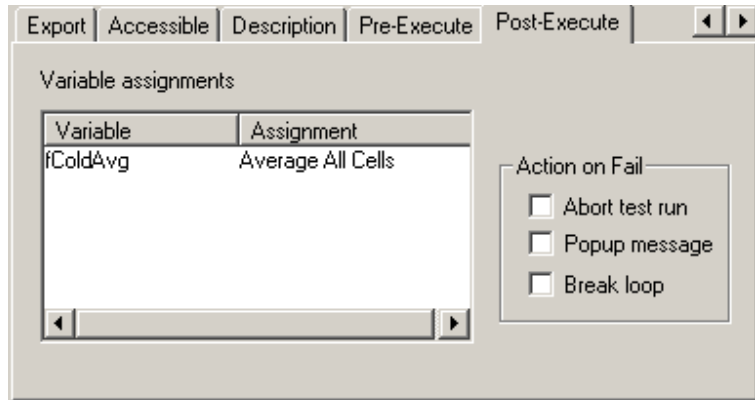 Export Accessible Description Pre-Execute Post-Execute
Variable assignments
Variable Assignment
fColdAvg Average All Cells
Action on Fail
Abort test run
Popup message
Break loop